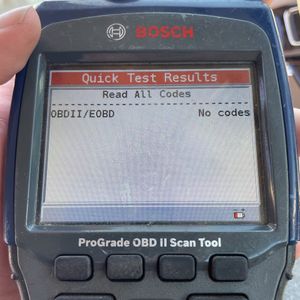 BOSCH
Quick Test Results
Read All Codes
OBDII/EOBD No codes
ProGrade OBD II Scan Tool